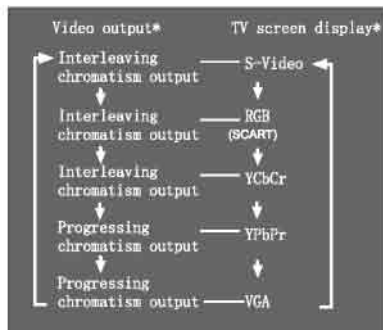 Video output* TV screen display*
Interleaving
chromatism output S-Video
Interleaving RGB
chromatism output (SCART)
Interleaving
chromatism output YCbCr
Progressing
chromatism output YPbPr
Progressing
chromatism output VGA